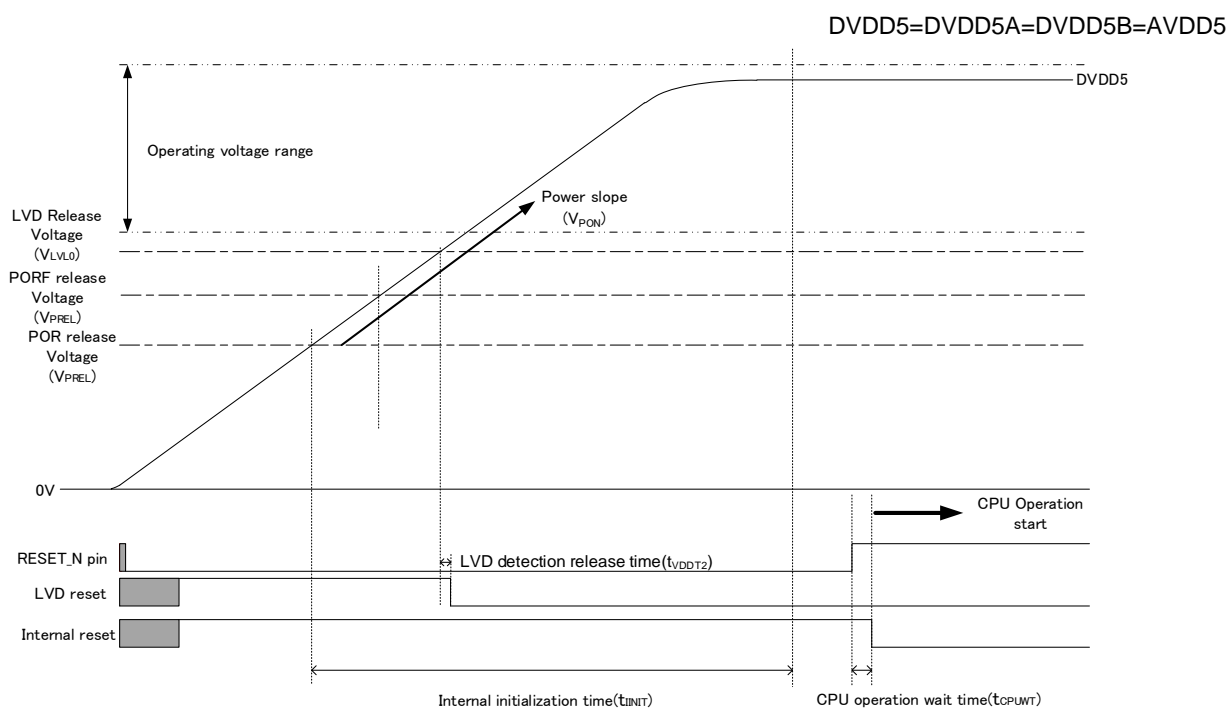 DVDD5=DVDD5A=DVDD5B=AVDD5
DVDD5
Operating voltage range
Power slope
(VPON)
LVD Release
Voltage
(VLVL0)
PORF release
Voltage
(VPREL)
POR release
Voltage
(VPREL)
0V
CPU Operation
start
RESET_N pin
LVD detection release time(tVDDT2)
LVD reset
Internal reset
Internal initialization time(tIINIT)
CPU operation wait time(tCPUWT)